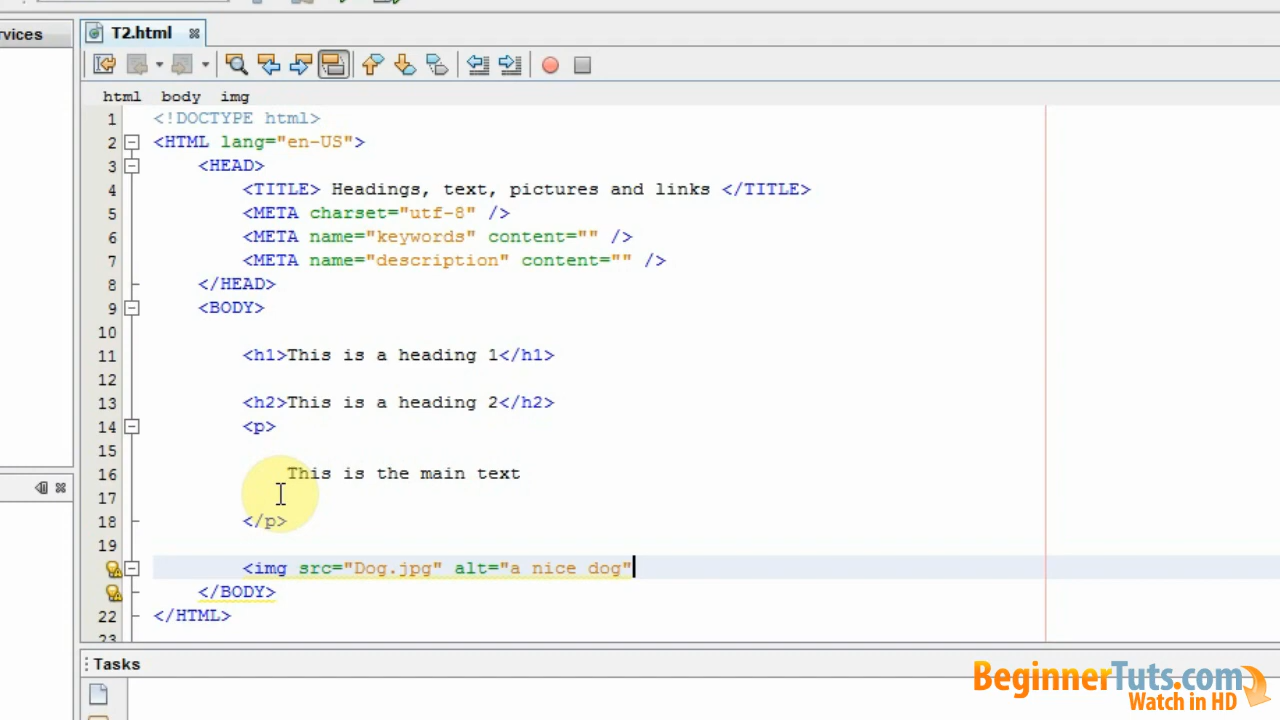 rvices
T2.html
html body img
1 <!DOCTYPE html>
2 <HTML lang="en-US">
3 <HEAD>
4 <TITLE> Headings, text, pictures and links </TITLE>
5 <META charset="utf-8" />
6 <META name="keywords" content="" />
7 <META name="description" content="" />
8 </HEAD>
9 <BODY>
10
11 <h1>This is a heading 1</h1>
12
13 <h2>This is a heading 2</h2>
14 <p>
15
16 This is the main text
17
18 </p>
19
<img src="Dog.jpg" alt="a nice dog"
</BODY>
22 </HTML>
23
Tasks
BeginnerTuts.com
Watch in HD